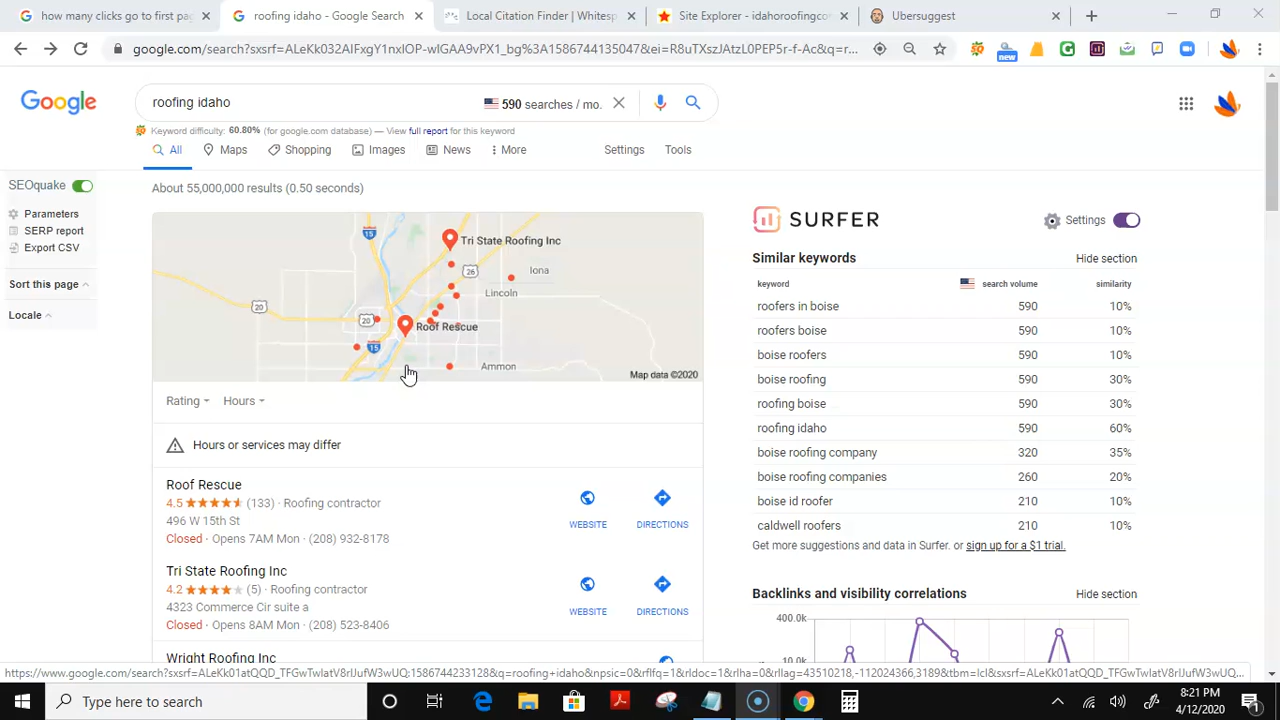 how many clicks go to first pag
roofing idaho - Google Search
Local Citation Finder | Whitesp
Site Explorer - idahoroofingco
Ubersuggest
google.com/search?sxsrf=ALeKk032AIFxgY1nxIOP-wIGAA9vPX1_bg%3A1586744135047&ei=R8uTXszJAtzL0PEP5r-f-Ac&q=r...
new
Google
roofing idaho
590 searches / mo.
Keyword difficulty: 60.80% (for google.com database) — View full report for this keyword
All
Maps
Shopping
Images
News
More
Settings
Tools
SEOquake
Parameters
SERP report
Export CSV
Sort this page
Locale
About 55,000,000 results (0.50 seconds)
15
Tri State Roofing Inc
26
Iona
20
Lincoln
20
Roof Rescue
15
Ammon
Map data ©2020
Rating
Hours
Hours or services may differ
Roof Rescue
4.5 (133) · Roofing contractor
496 W 15th St
Closed · Opens 7AM Mon · (208) 932-8178
WEBSITE
DIRECTIONS
Tri State Roofing Inc
4.2 (5) · Roofing contractor
4323 Commerce Cir suite a
Closed · Opens 8AM Mon · (208) 523-8406
WEBSITE
DIRECTIONS
Wright Roofing Inc
SURFER
Settings
Similar keywords
Hide section
keyword search volume similarity
roofers in boise 590 10%
roofers boise 590 10%
boise roofers 590 10%
boise roofing 590 30%
roofing boise 590 30%
roofing idaho 590 60%
boise roofing company 320 35%
boise roofing companies 260 20%
boise id roofer 210 10%
caldwell roofers 210 10%
Get more suggestions and data in Surfer. or sign up for a $1 trial.
Backlinks and visibility correlations
Hide section
400.0k
Type here to search
8:21 PM
4/12/2020